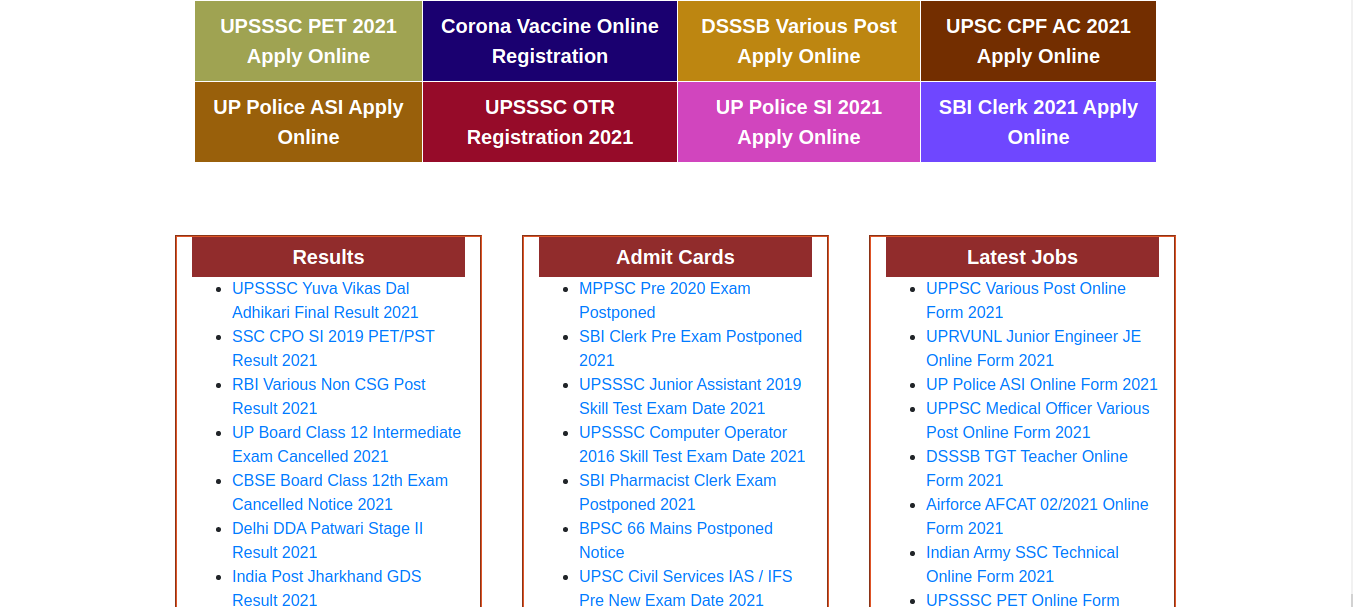 UPSSSC PET 2021
Apply Online
Corona Vaccine Online
Registration
DSSSB Various Post
Apply Online
UPSC CPF AC 2021
Apply Online
UP Police ASI Apply
Online
UPSSSC OTR
Registration 2021
UP Police SI 2021
Apply Online
SBI Clerk 2021 Apply
Online
Results
UPSSSC Yuva Vikas Dal
Adhikari Final Result 2021
SSC CPO SI 2019 PET/PST
Result 2021
RBI Various Non CSG Post
Result 2021
UP Board Class 12 Intermediate
Exam Cancelled 2021
CBSE Board Class 12th Exam
Cancelled Notice 2021
Delhi DDA Patwari Stage II
Result 2021
India Post Jharkhand GDS
Result 2021
Admit Cards
MPPSC Pre 2020 Exam
Postponed
SBI Clerk Pre Exam Postponed
2021
UPSSSC Junior Assistant 2019
Skill Test Exam Date 2021
UPSSSC Computer Operator
2016 Skill Test Exam Date 2021
SBI Pharmacist Clerk Exam
Postponed 2021
BPSC 66 Mains Postponed
Notice
UPSC Civil Services IAS / IFS
Pre New Exam Date 2021
Latest Jobs
UPPSC Various Post Online
Form 2021
UPRVUNL Junior Engineer JE
Online Form 2021
UP Police ASI Online Form 2021
UPPSC Medical Officer Various
Post Online Form 2021
DSSSB TGT Teacher Online
Form 2021
Airforce AFCAT 02/2021 Online
Form 2021
Indian Army SSC Technical
Online Form 2021
UPSSSC PET Online Form